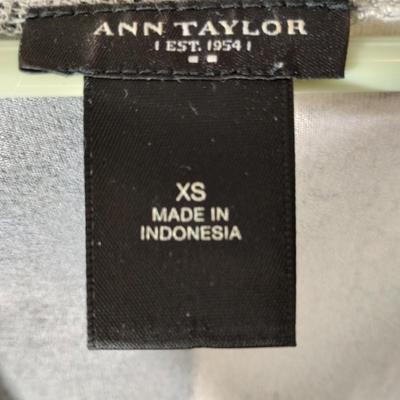 ANN TAYLOR
| EST. 1954 |
XS
MADE IN
INDONESIA